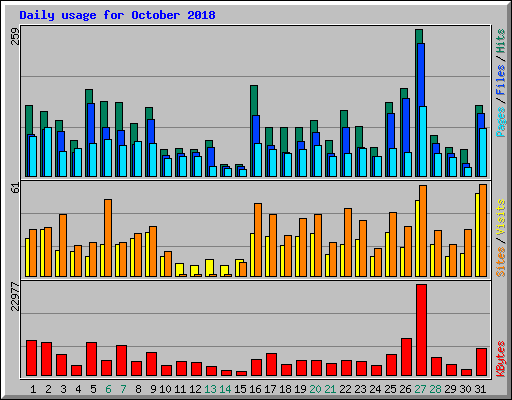 Daily usage for October 2018
259
Pages / Files / Hits
61
Sites / Visits
22977
KBytes
1 2 3 4 5 6 7 8 9 10 11 12 13 14 15 16 17 18 19 20 21 22 23 24 25 26 27 28 29 30 31